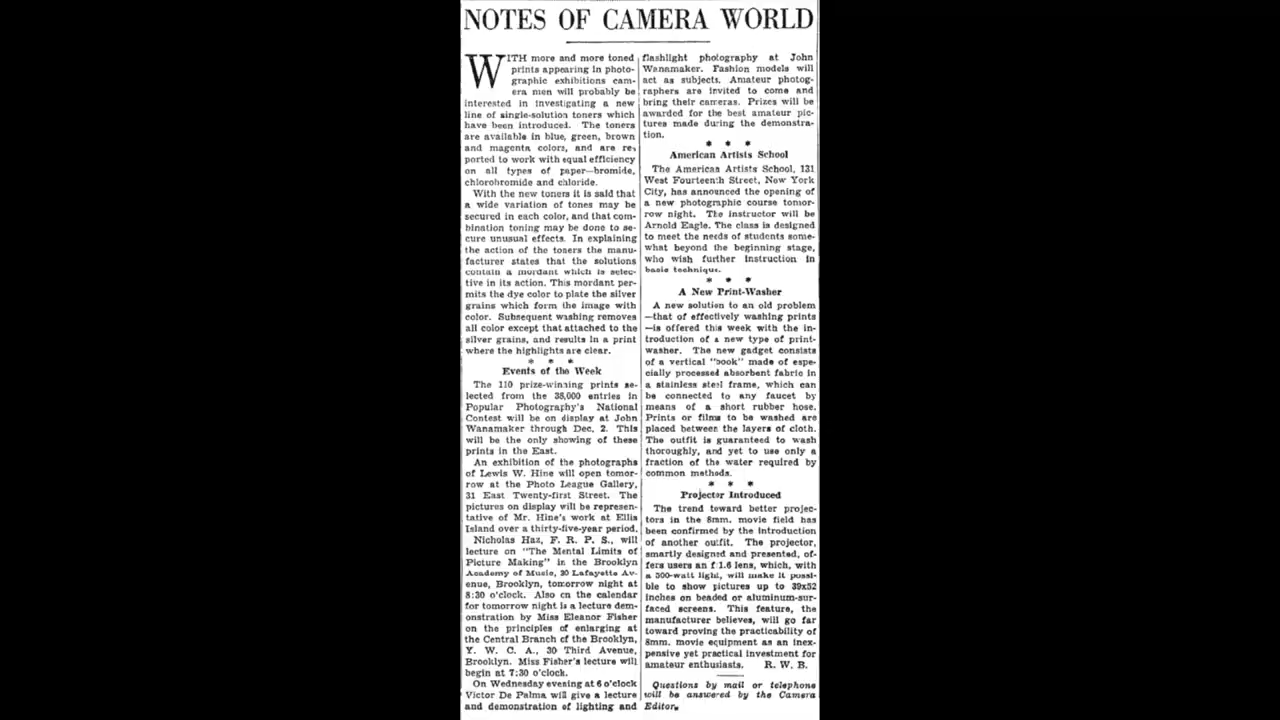 NOTES OF CAMERA WORLD
WITH more and more toned
prints appearing in photo-
graphic exhibitions cam-
era men will probably be
interested in investigating a new
line of single-solution toners which
have been introduced. The toners
are available in blue, green, brown
and magenta colors, and are re-
ported to work with equal efficiency
on all types of paper—bromide,
chlorobromide and chloride.
With the new toners it is said that
a wide variation of tones may be
secured in each color, and that com-
bination toning may be done to se-
cure unusual effects. In explaining
the action of the toners the manu-
facturer states that the solutions
contain a mordant which is selec-
tive in its action. This mordant per-
mits the dye color to plate the silver
grains which form the image with
color. Subsequent washing removes
all color except that attached to the
silver grains, and results in a print
where the highlights are clear.
* * *
Events of the Week
The 110 prize-winning prints se-
lected from the 38,000 entries in
Popular Photography's National
Contest will be on display at John
Wanamaker through Dec. 2. This
will be the only showing of these
prints in the East.
An exhibition of the photographs
of Lewis W. Hine will open tomor-
row at the Photo League Gallery,
31 East Twenty-first Street. The
pictures on display will be represen-
tative of Mr. Hine's work at Ellis
Island over a thirty-five-year period.
Nicholas Haz, F. R. P. S., will
lecture on "The Mental Limits of
Picture Making" in the Brooklyn
Academy of Music, 30 Lafayette Av-
enue, Brooklyn, tomorrow night at
8:30 o'clock. Also on the calendar
for tomorrow night is a lecture dem-
onstration by Miss Eleanor Fisher
on the principles of enlarging at
the Central Branch of the Brooklyn,
Y. W. C. A., 30 Third Avenue,
Brooklyn. Miss Fisher's lecture will
begin at 7:30 o'clock.
On Wednesday evening at 6 o'clock
Victor De Palma will give a lecture
and demonstration of lighting and
flashlight photography at John
Wanamaker. Fashion models will
act as subjects. Amateur photog-
raphers are invited to come and
bring their cameras. Prizes will be
awarded for the best amateur pic-
tures made during the demonstra-
tion.
* * *
American Artists School
The American Artists School, 131
West Fourteenth Street, New York
City, has announced the opening of
a new photographic course tomor-
row night. The instructor will be
Arnold Eagle. The class is designed
to meet the needs of students some-
what beyond the beginning stage,
who wish further instruction in
basic technique.
* * *
A New Print-Washer
A new solution to an old problem
—that of effectively washing prints
—is offered this week with the in-
troduction of a new type of print-
washer. The new gadget consists
of a vertical "book" made of espe-
cially processed absorbent fabric in
a stainless steel frame, which can
be connected to any faucet by
means of a short rubber hose.
Prints or films to be washed are
placed between the layers of cloth.
The outfit is guaranteed to wash
thoroughly, and yet to use only a
fraction of the water required by
common methods.
* * *
Projector Introduced
The trend toward better projec-
tors in the 8mm. movie field has
been confirmed by the introduction
of another outfit. The projector,
smartly designed and presented, of-
fers users an f:1.6 lens, which, with
a 500-watt light, will make it possi-
ble to show pictures up to 39x52
inches on beaded or aluminum-sur-
faced screens. This feature, the
manufacturer believes, will go far
toward proving the practicability of
8mm. movie equipment as an inex-
pensive yet practical investment for
amateur enthusiasts. R. W. B.
Questions by mail or telephone
will be answered by the Camera
Editor.